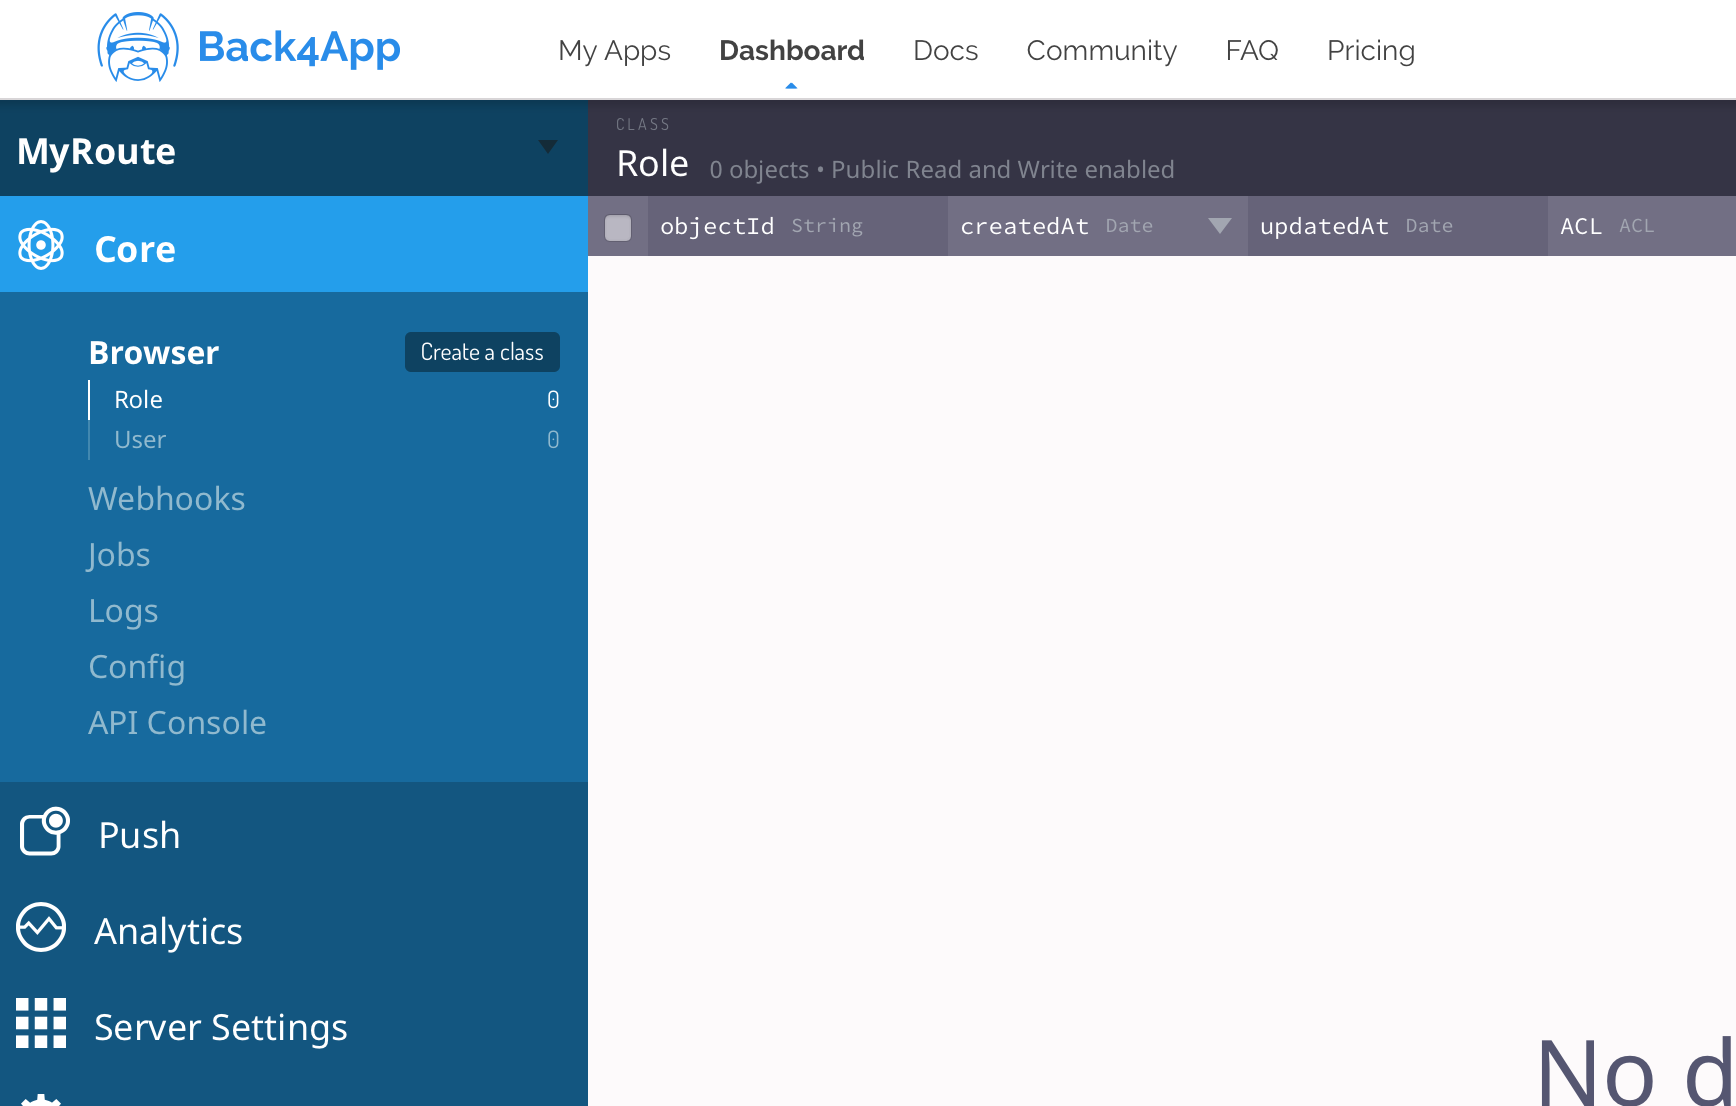 Back4App
My Apps Dashboard Docs Community FAQ Pricing
MyRoute
CLASS
Role 0 objects • Public Read and Write enabled
objectId String createdAt Date updatedAt Date ACL ACL
Core
Browser Create a class
Role 0
User 0
Webhooks
Jobs
Logs
Config
API Console
Push
Analytics
Server Settings
No d